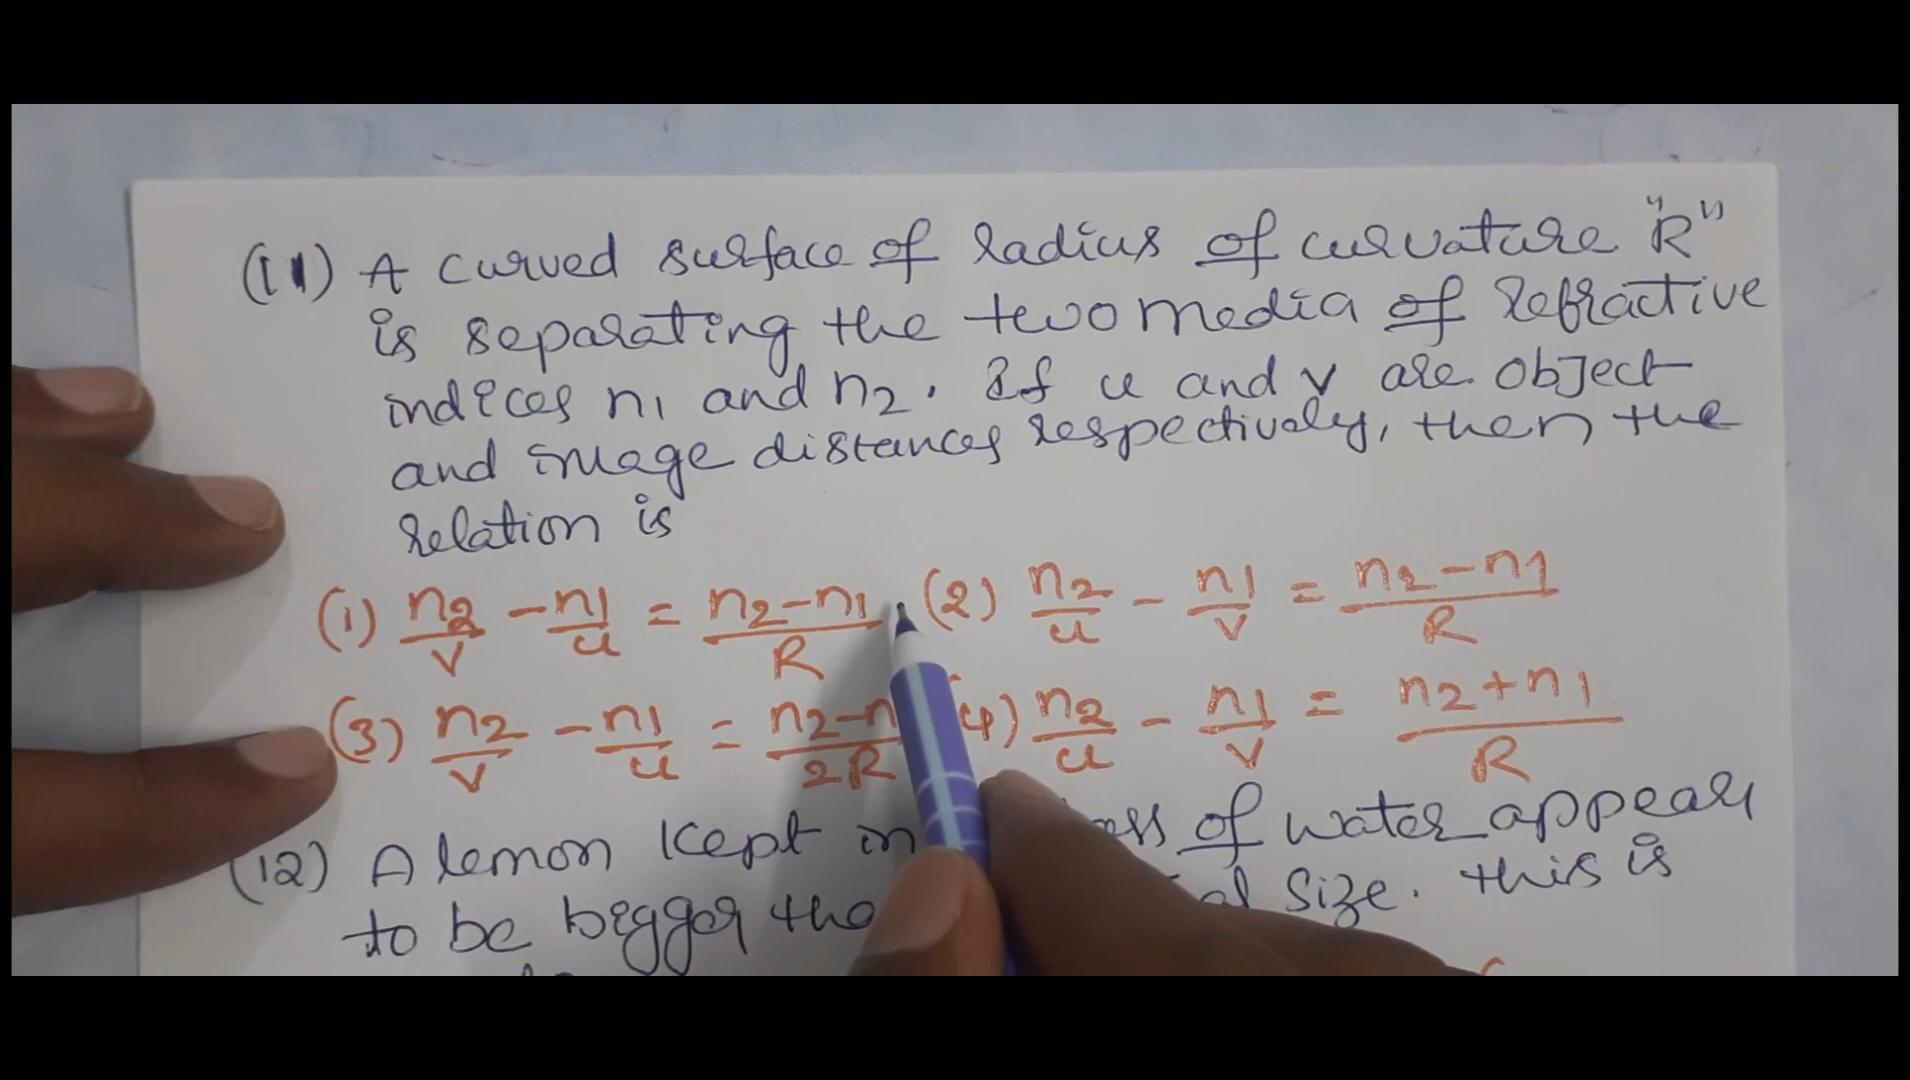 (11) A curved surface of radius of curvature "R"
is separating the two media of refractive
indices n1 and n2. If u and v are object
and image distances respectively, then the
relation is
(1) n2/v - n1/u = n2-n1/R (2) n2/u - n1/v = n2-n1/R
(3) n2/v - n1/u = n2-n/2R (4) n2/u - n1/v = n2+n1/R
(12) A lemon kept in of water appears
to be bigger size. this is